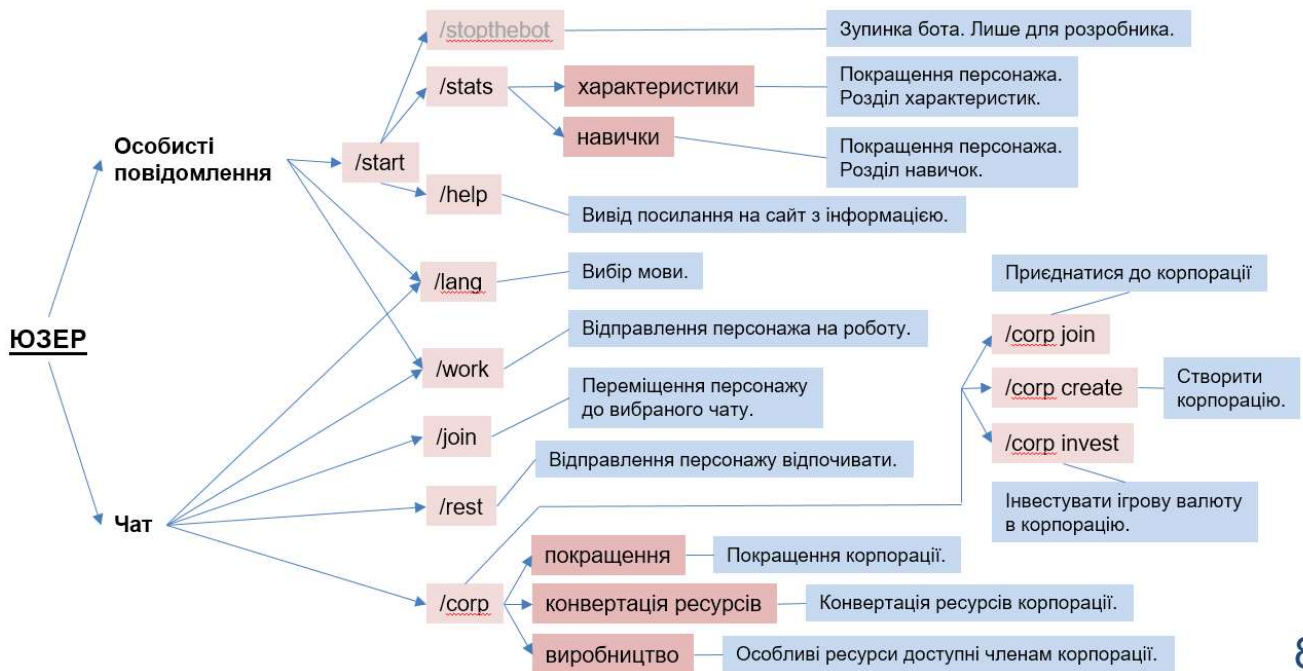 /stopthebot
Зупинка бота. Лише для розробника.
/stats
характеристики
Покращення персонажа.
Розділ характеристик.
навички
Покращення персонажа.
Розділ навичок.
Особисті
повідомлення
/start
/help
Вивід посилання на сайт з інформацією.
/lang
Вибір мови.
ЮЗЕР
/work
Відправлення персонажа на роботу.
/join
Переміщення персонажу
до вибраного чату.
/rest
Відправлення персонажу відпочивати.
Чат
/corp
Приєднатися до корпорації
/corp join
/corp create
Створити
корпорацію.
/corp invest
Інвестувати ігрову валюту
в корпорацію.
покращення
Покращення корпорації.
конвертація ресурсів
Конвертація ресурсів корпорації.
виробництво
Особливі ресурси доступні членам корпорації.